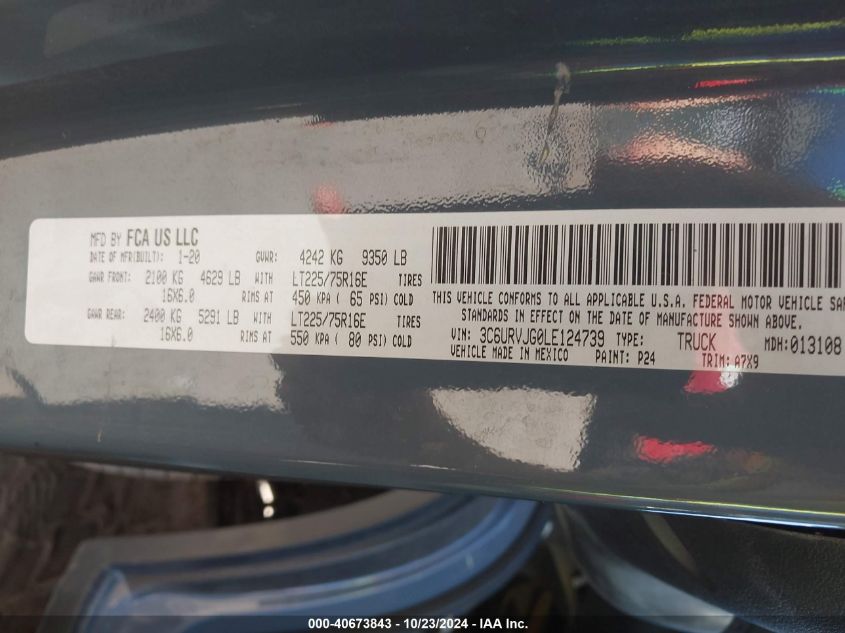 MFD BY FCA US LLC
DATE OF MFR(BUILT): 1-20 GVWR: 4242 KG 9350 LB
GAWR FRONT: 2100 KG 4629 LB WITH LT225/75R16E TIRES
16X6.0 RIMS AT 450 KPA ( 65 PSI) COLD
GAWR REAR: 2400 KG 5291 LB WITH LT225/75R16E TIRES
16X6.0 RIMS AT 550 KPA ( 80 PSI) COLD
THIS VEHICLE CONFORMS TO ALL APPLICABLE U.S.A. FEDERAL MOTOR VEHICLE SAF
STANDARDS IN EFFECT ON THE DATE OF MANUFACTURE SHOWN ABOVE.
VIN: 3C6URVJG0LE124739 TYPE: TRUCK MDH:013108
VEHICLE MADE IN MEXICO PAINT: P24 TRIM: A7X9
000-40673843 / 10/23/2024 - IAA Inc.